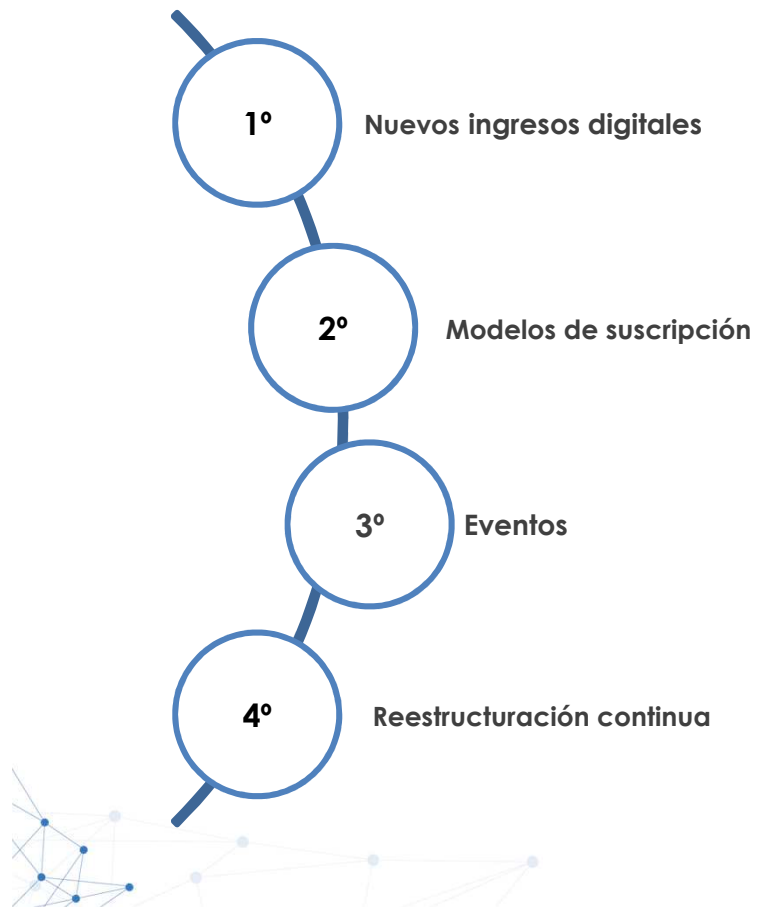 1º
Nuevos ingresos digitales
2º
Modelos de suscripción
3º
Eventos
4º
Reestructuración continua